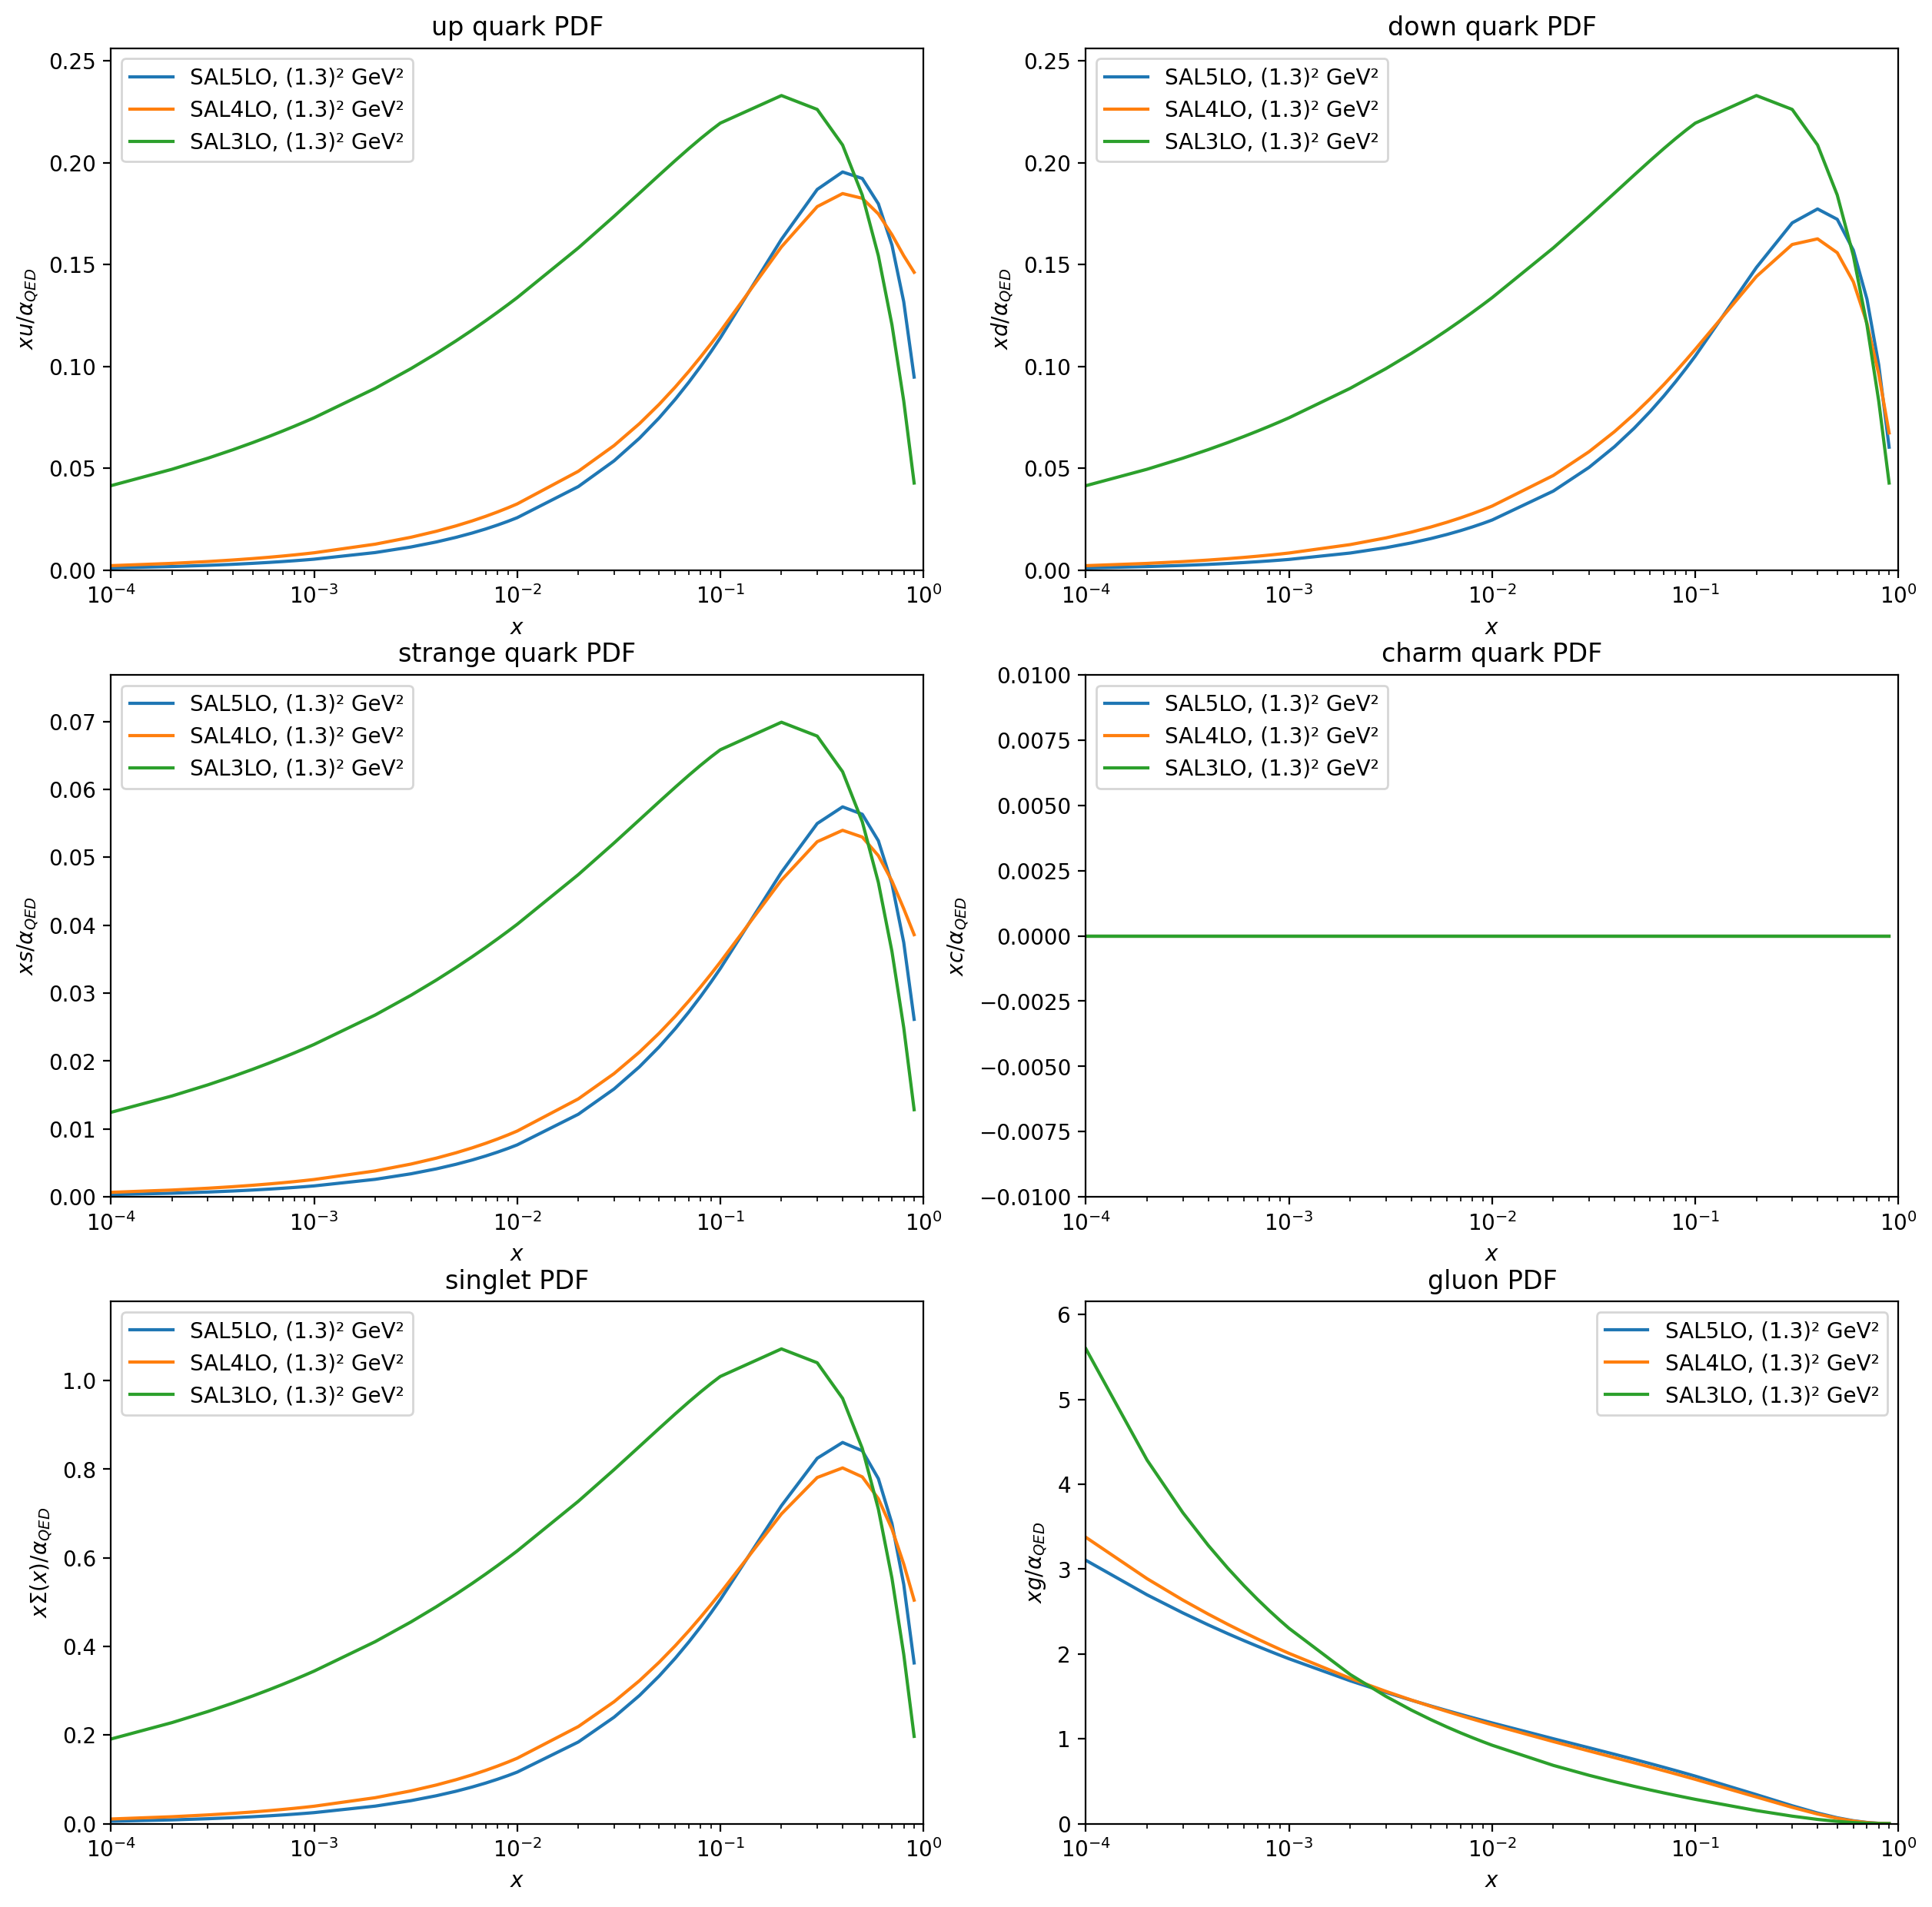 up quark PDF
0.25
0.20
0.15
0.10
0.05
0.00
xu/α_QED
SAL5LO, (1.3)² GeV²
SAL4LO, (1.3)² GeV²
SAL3LO, (1.3)² GeV²
10⁻⁴ 10⁻³ 10⁻² 10⁻¹ 10⁰
x
down quark PDF
0.25
0.20
0.15
0.10
0.05
0.00
xd/α_QED
SAL5LO, (1.3)² GeV²
SAL4LO, (1.3)² GeV²
SAL3LO, (1.3)² GeV²
10⁻⁴ 10⁻³ 10⁻² 10⁻¹ 10⁰
x
strange quark PDF
0.07
0.06
0.05
0.04
0.03
0.02
0.01
0.00
xs/α_QED
SAL5LO, (1.3)² GeV²
SAL4LO, (1.3)² GeV²
SAL3LO, (1.3)² GeV²
10⁻⁴ 10⁻³ 10⁻² 10⁻¹ 10⁰
x
charm quark PDF
0.0100
0.0075
0.0050
0.0025
0.0000
−0.0025
−0.0050
−0.0075
−0.0100
xc/α_QED
SAL5LO, (1.3)² GeV²
SAL4LO, (1.3)² GeV²
SAL3LO, (1.3)² GeV²
10⁻⁴ 10⁻³ 10⁻² 10⁻¹ 10⁰
x
singlet PDF
1.0
0.8
0.6
0.4
0.2
0.0
xΣ(x)/α_QED
SAL5LO, (1.3)² GeV²
SAL4LO, (1.3)² GeV²
SAL3LO, (1.3)² GeV²
10⁻⁴ 10⁻³ 10⁻² 10⁻¹ 10⁰
x
gluon PDF
6
5
4
3
2
1
0
xg/α_QED
SAL5LO, (1.3)² GeV²
SAL4LO, (1.3)² GeV²
SAL3LO, (1.3)² GeV²
10⁻⁴ 10⁻³ 10⁻² 10⁻¹ 10⁰
x